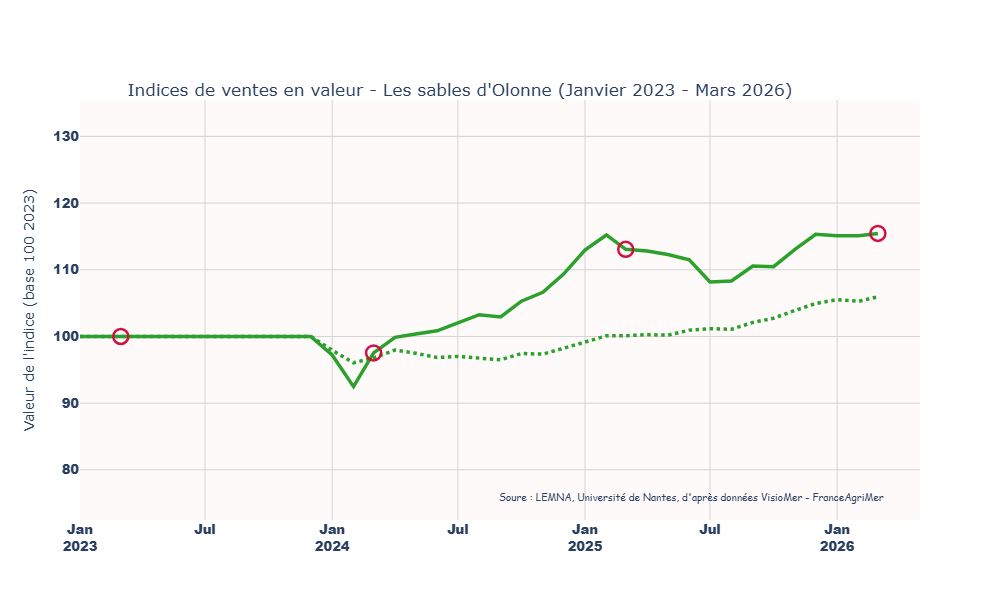 Indices de ventes en valeur - Les sables d'Olonne (Janvier 2023 - Mars 2026)
Valeur de l'Indice (base 100 2023)
130
120
110
100
90
80
Soure : LEMNA, Université de Nantes, d'après données VisioMer - FranceAgriMer
Jan Jul Jan Jul Jan Jul Jan
2023 2024 2025 2026